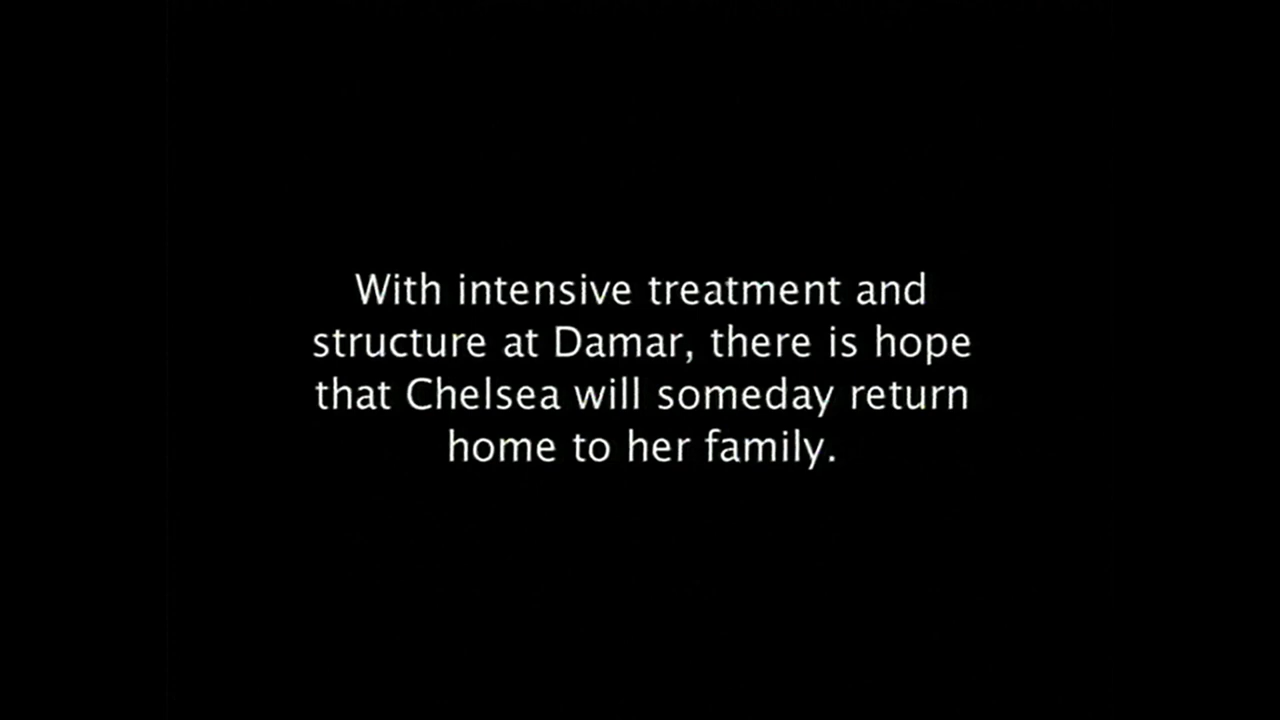 With intensive treatment and
structure at Damar, there is hope
that Chelsea will someday return
home to her family.